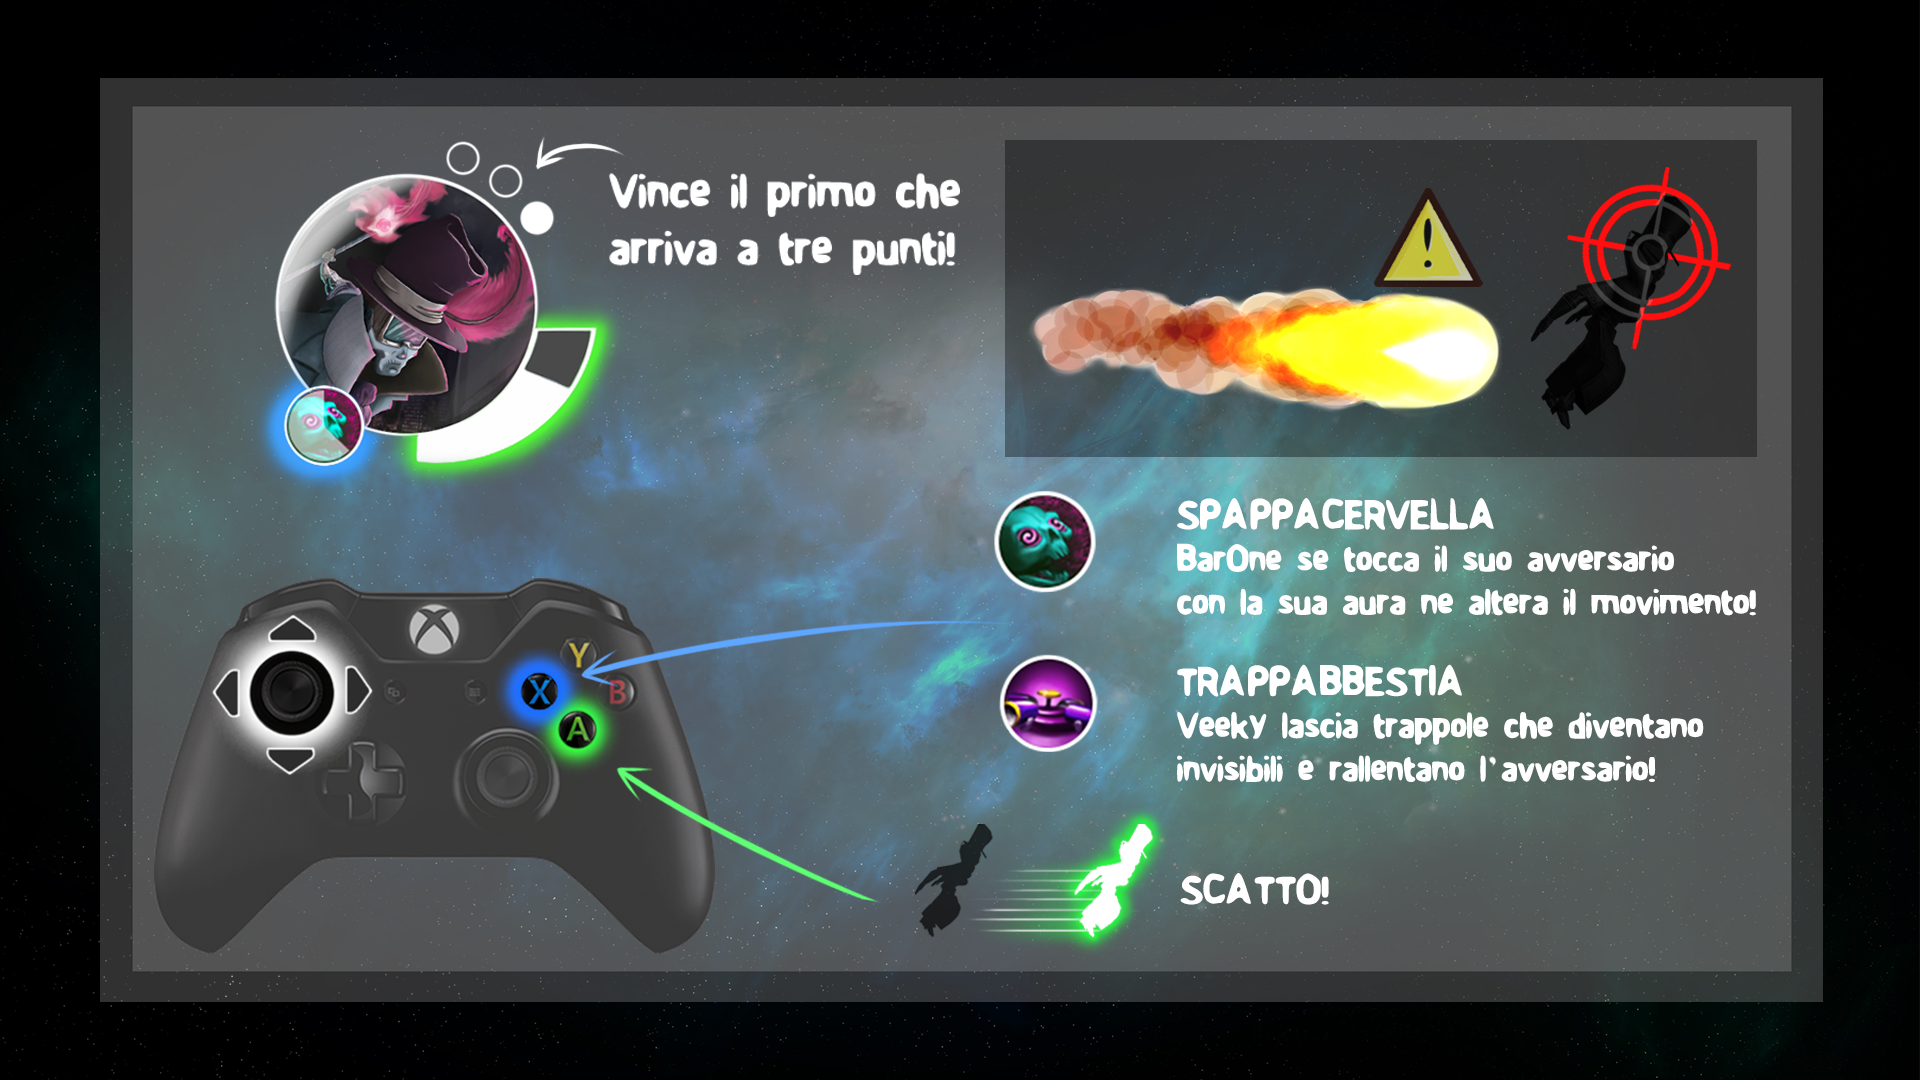 Vince il primo che
arriva a tre punti!
!
SPAPPACERVELLA
BarOne se tocca il suo avversario
con la sua aura ne altera il movimento!
TRAPPABBESTIA
Veeky lascia trappole che diventano
invisibili e rallentano l'avversario!
Y
X
B
A
SCATTO!